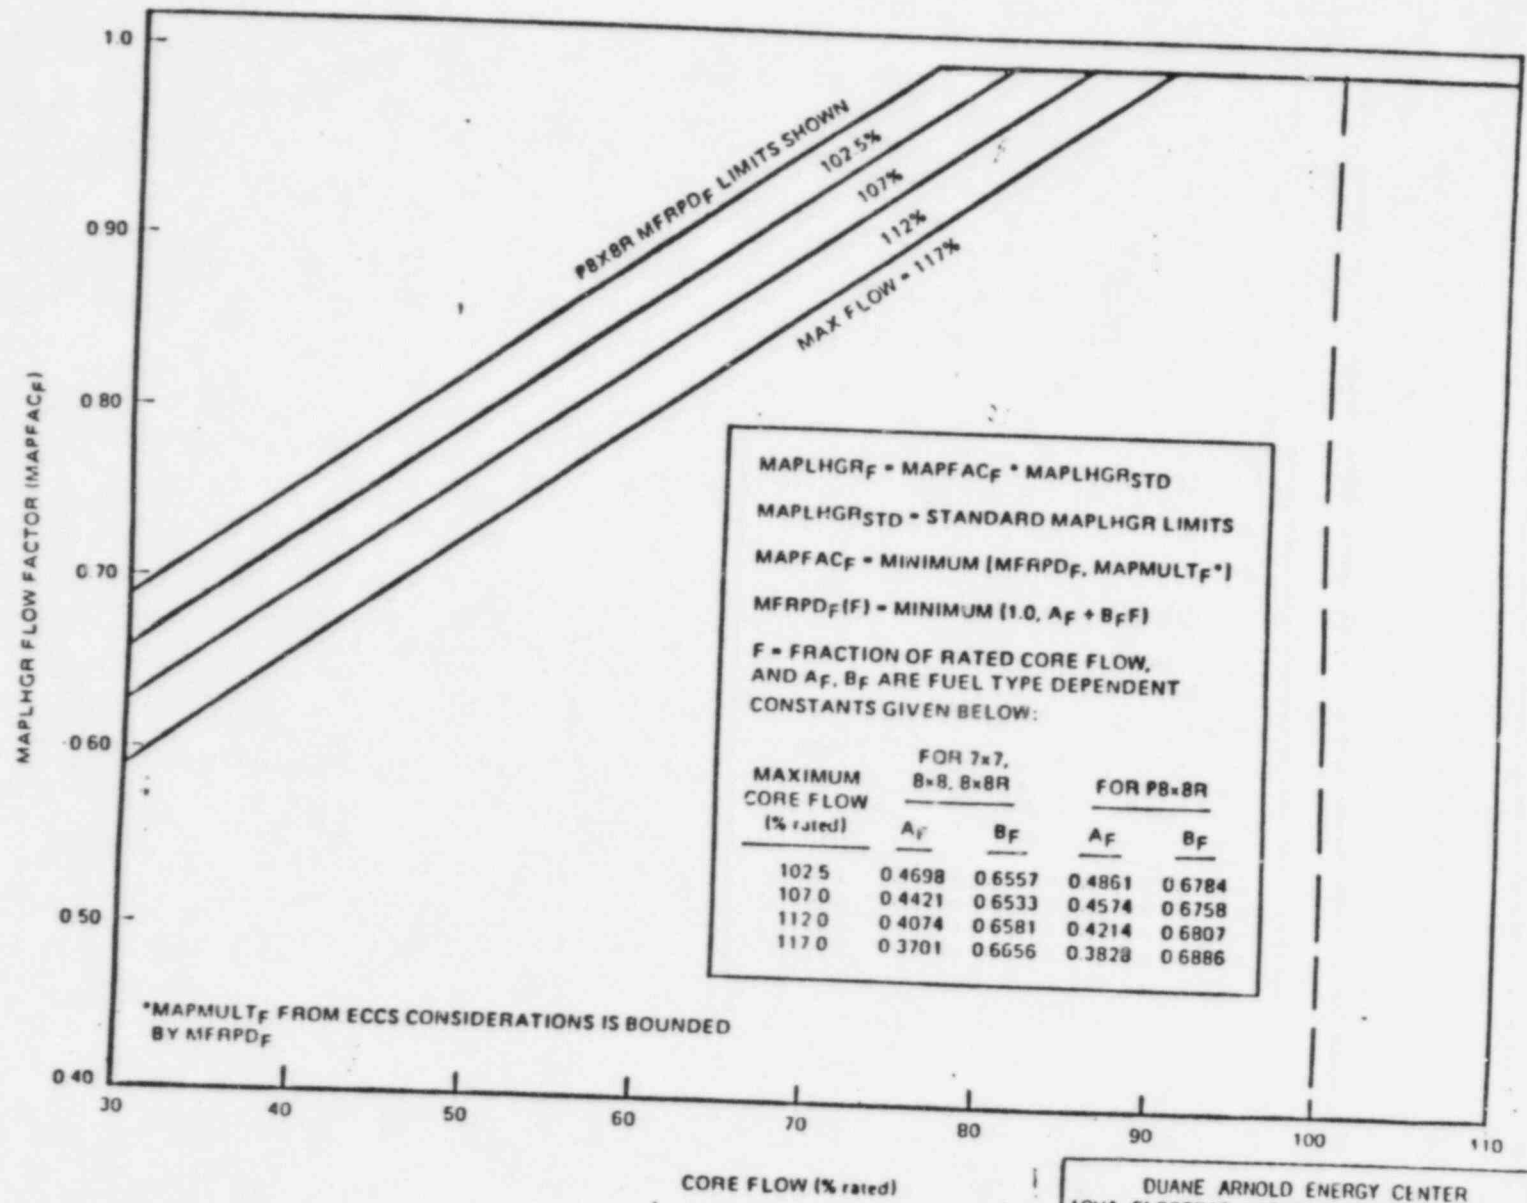 1.0
0.90
0.80
0.70
0.60
0.50
0.40
MAPLHGR FLOW FACTOR (MAPFACF)
P8X8R MFRPDF LIMITS SHOWN
102.5%
107%
112%
MAX FLOW = 117%
MAPLHGRF = MAPFACF * MAPLHGRSTD
MAPLHGRSTD = STANDARD MAPLHGR LIMITS
MAPFACF = MINIMUM [MFRPDF, MAPMULTF*]
MFRPDF(F) = MINIMUM (1.0, AF + BFF)
F = FRACTION OF RATED CORE FLOW,
AND AF, BF ARE FUEL TYPE DEPENDENT
CONSTANTS GIVEN BELOW:
MAXIMUM CORE FLOW (% rated)
FOR 7x7, 8x8, 8x8R
FOR P8x8R
AF BF AF BF
102.5 0.4698 0.6557 0.4861 0.6784
107.0 0.4421 0.6533 0.4574 0.6758
112.0 0.4074 0.6581 0.4214 0.6807
117.0 0.3701 0.6656 0.3828 0.6886
*MAPMULTF FROM ECCS CONSIDERATIONS IS BOUNDED
BY MFRPDF
30 40 50 60 70 80 90 100 110
CORE FLOW (% rated)
DUANE ARNOLD ENERGY CENTER